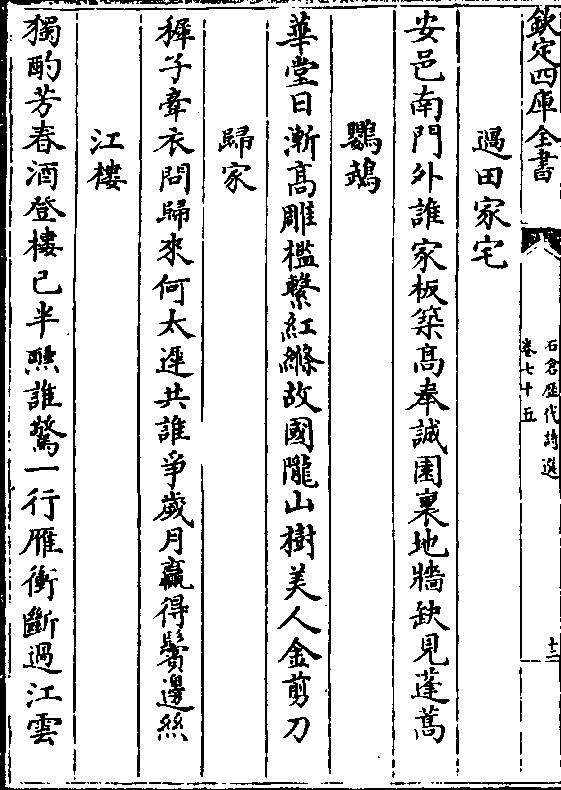 欽定四庫全書
石倉歷代詩選
卷七十五
十二
過田家宅
安邑南門外誰家板築髙奉誠園裏地牆缺見蓬蒿
鸚鵡
華堂日漸髙雕檻繫紅縧故國隴山樹美人金剪刀
歸家
穉子牽衣問歸來何太遲共誰爭歲月贏得鬢邊絲
江樓
獨酌芳春酒登樓已半醺誰驚一行雁衝斷過江雲